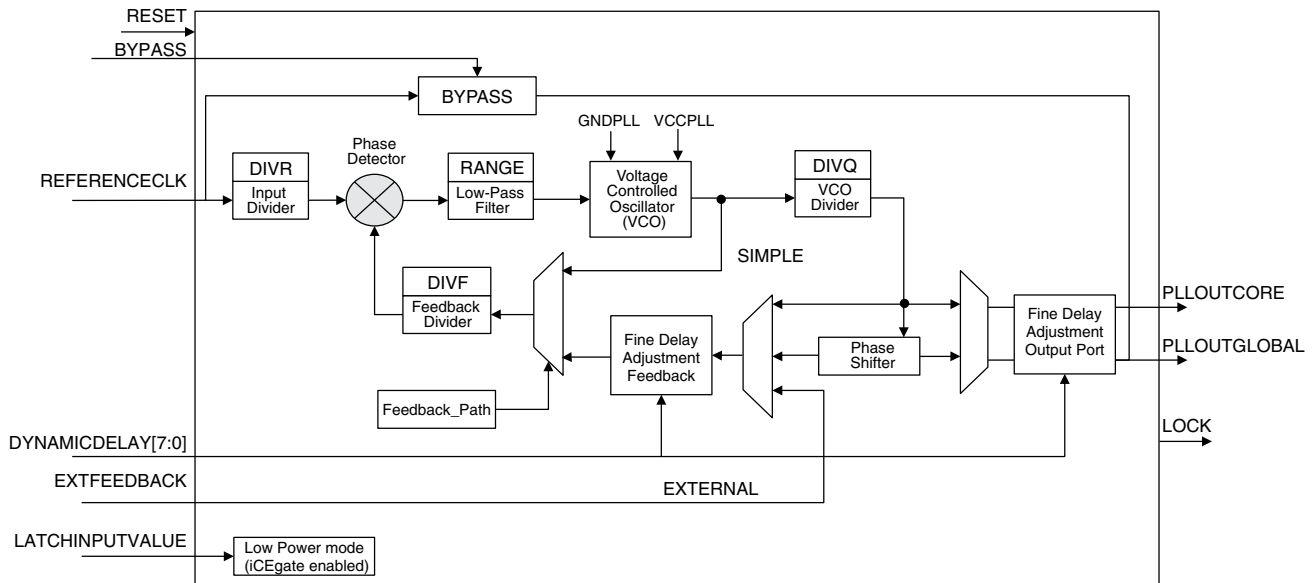 RESET
BYPASS
BYPASS
GNDPLL
VCCPLL
Phase
Detector
DIVR
Input
Divider
RANGE
Low-Pass
Filter
Voltage
Controlled
Oscillator
(VCO)
DIVQ
VCO
Divider
REFERENCECLK
SIMPLE
DIVF
Feedback
Divider
Fine Delay
Adjustment
Feedback
Phase
Shifter
Fine Delay
Adjustment
Output Port
PLLOUTCORE
PLLOUTGLOBAL
Feedback_Path
LOCK
DYNAMICDELAY[7:0]
EXTFEEDBACK
EXTERNAL
LATCHINPUTVALUE
Low Power mode
(iCEgate enabled)